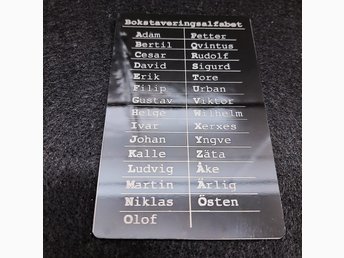 Bokstaveringsalfabet
Adam Petter
Bertil Qvintus
Cesar Rudolf
David Sigurd
Erik Tore
Filip Urban
Gustav Viktor
Helge Wilhelm
Ivar Xerxes
Johan Yngve
Kalle Zäta
Ludvig Åke
Martin Ärlig
Niklas Östen
Olof